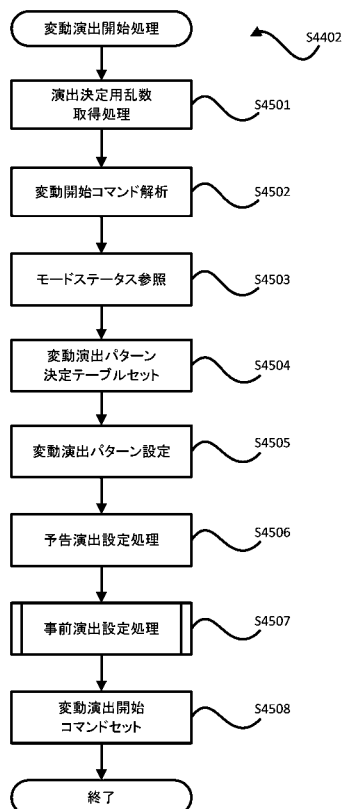 変動演出開始処理
S4402
演出決定用乱数
取得処理
S4501
変動開始コマンド解析
S4502
モードステータス参照
S4503
変動演出パターン
決定テーブルセット
S4504
変動演出パターン設定
S4505
予告演出設定処理
S4506
事前演出設定処理
S4507
変動演出開始
コマンドセット
S4508
終了